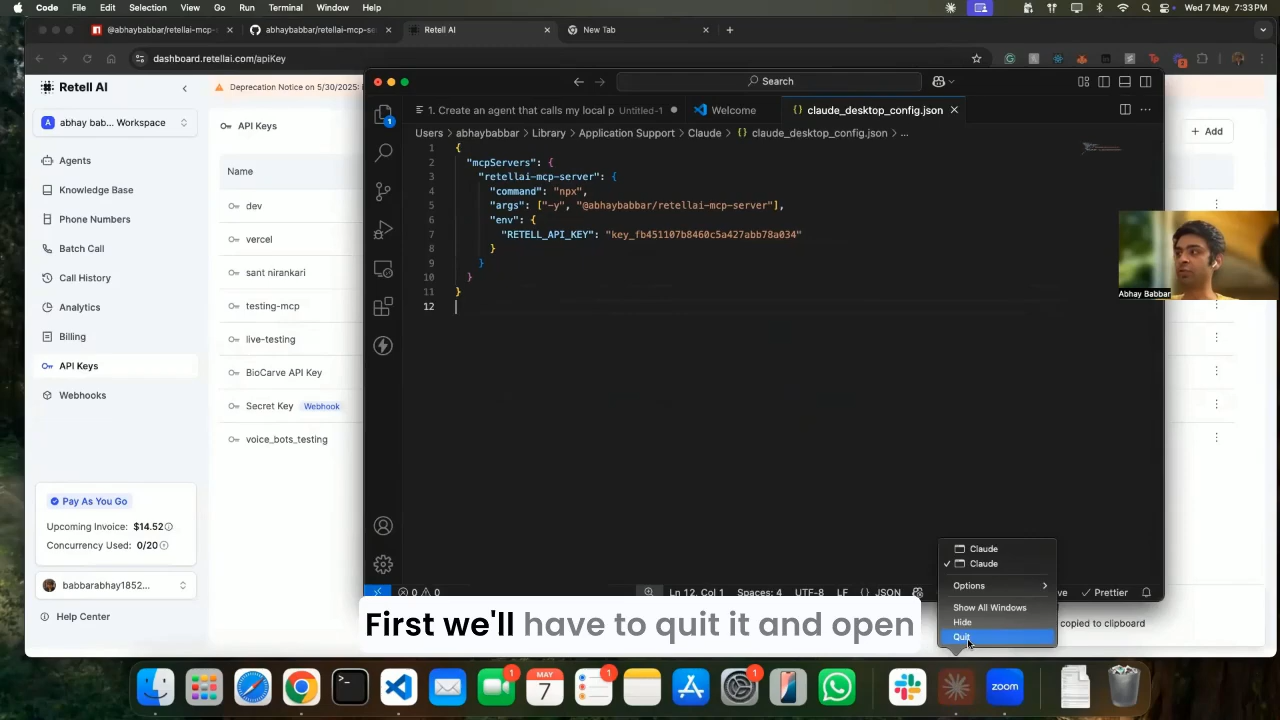 Code File Edit Selection View Go Run Terminal Window Help Wed 7 May 7:33 PM
@abhaybabbar/retellai-mcp-
abhaybabbar/retellai-mcp-se
Retell AI
New Tab
dashboard.retellai.com/apiKey
Retell AI
Deprecation Notice on 5/30/2025:
Search
abhay bab... Workspace
API Keys
Add
1. Create an agent that calls my local p Untitled-1
Welcome
claude_desktop_config.json
Users abhaybabbar Library Application Support Claude claude_desktop_config.json ...
Agents
Knowledge Base
Phone Numbers
Batch Call
Call History
Analytics
Billing
API Keys
Webhooks
Name
dev
vercel
sant nirankari
testing-mcp
live-testing
BioCarve API Key
Secret Key Webhook
voice_bots_testing
1 {
2 "mcpServers": {
3 "retellai-mcp-server": {
4 "command": "npx",
5 "args": ["-y", "@abhaybabbar/retellai-mcp-server"],
6 "env": {
7 "RETELL_API_KEY": "key_fb451107b8460c5a427abb78a034"
8 }
9 }
10 }
11 }
12
1
Abhay Babbar
Pay As You Go
Upcoming Invoice: $14.52
Concurrency Used: 0/20
babbarabhay1852...
Help Center
0 0
Ln 12, Col 1 Spaces: 4 UTF-8 LF {} JSON
Prettier
copied to clipboard
Claude
Claude
Options
Show All Windows
Hide
Quit
First we'll have to quit it and open
1
MAY
7
1
1
zoom